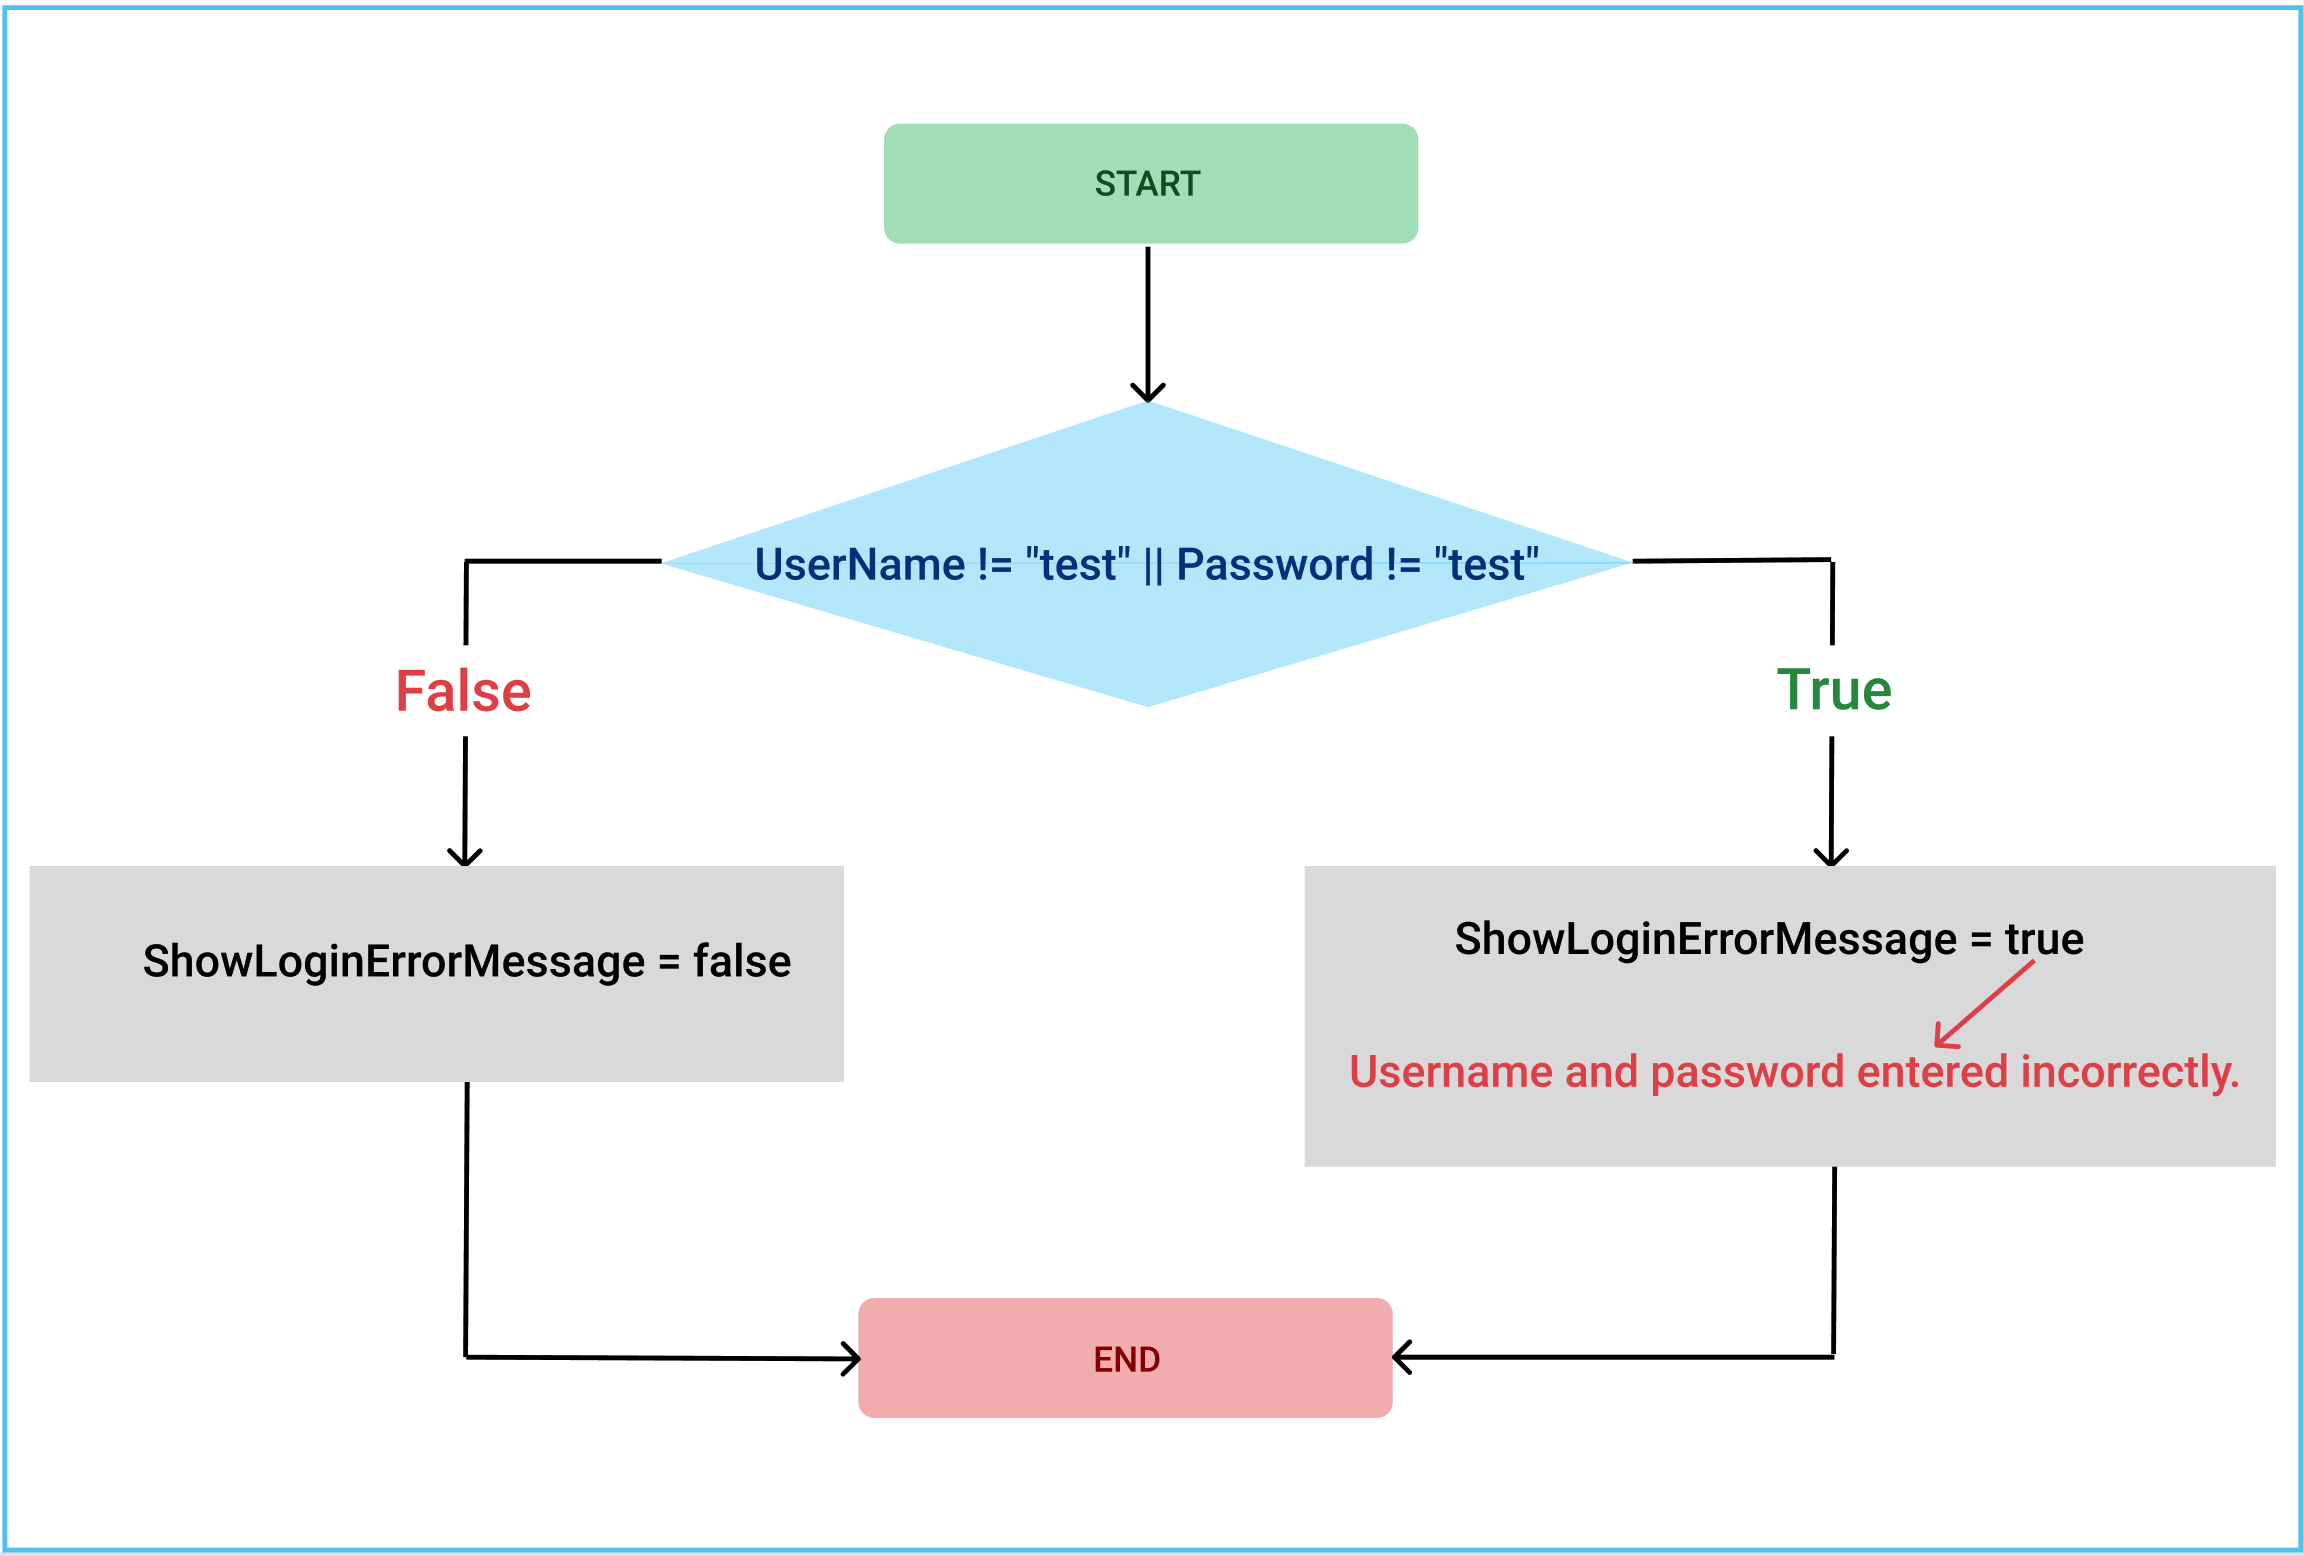 START
UserName != "test" || Password != "test"
False
True
ShowLoginErrorMessage = false
ShowLoginErrorMessage = true
Username and password entered incorrectly.
END